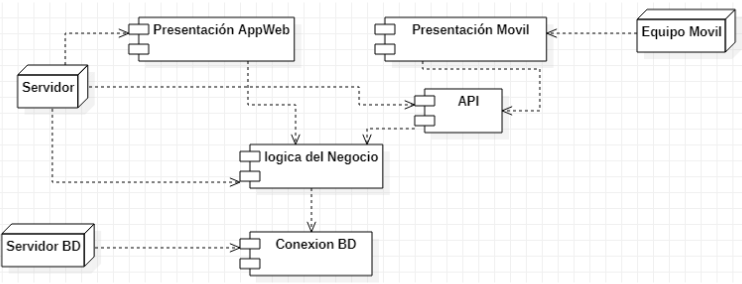 Presentación AppWeb
Presentación Movil
Equipo Movil
Servidor
API
logica del Negocio
Servidor BD
Conexion BD